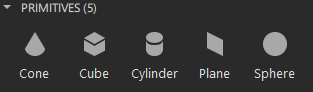 PRIMITIVES (5)
Cone Cube Cylinder Plane Sphere